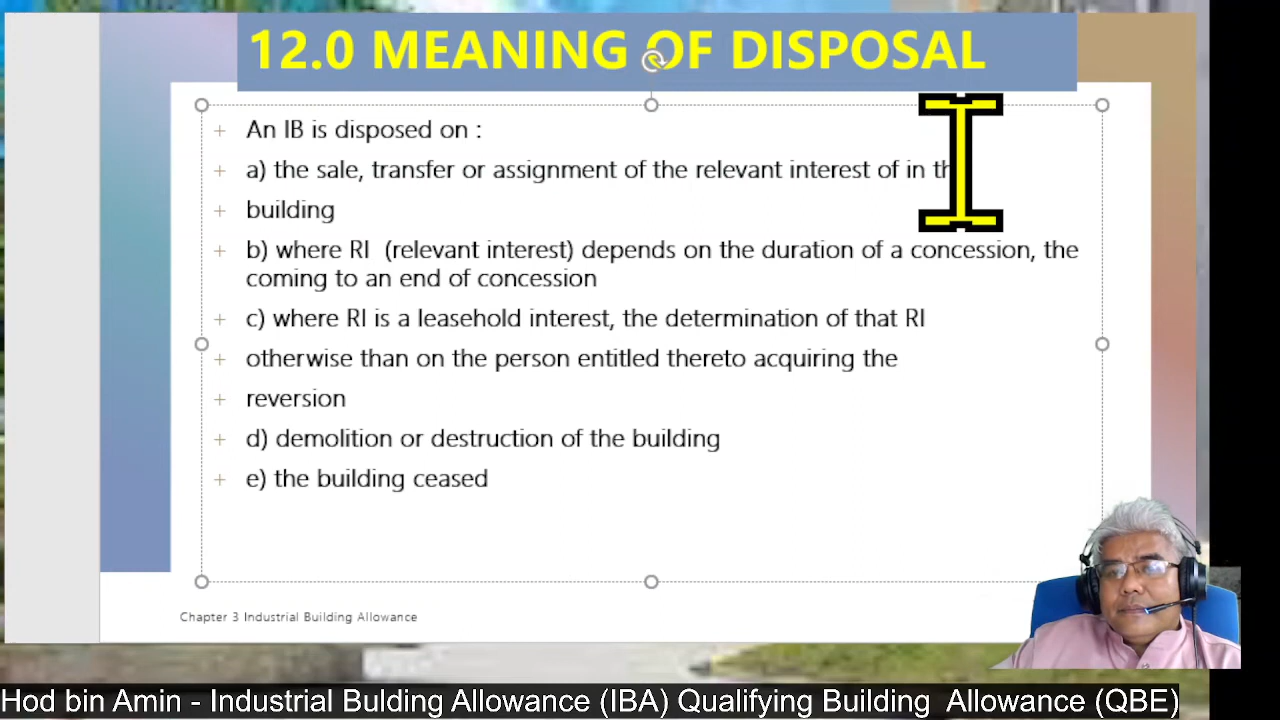 12.0 MEANING OF DISPOSAL
An IB is disposed on :
a) the sale, transfer or assignment of the relevant interest of in
building
b) where RI (relevant interest) depends on the duration of a concession, the
coming to an end of concession
c) where RI is a leasehold interest, the determination of that RI
otherwise than on the person entitled thereto acquiring the
reversion
d) demolition or destruction of the building
e) the building ceased
Chapter 3 Industrial Building Allowance
Hod bin Amin - Industrial Bulding Allowance (IBA) Qualifying Building Allowance (QBE)